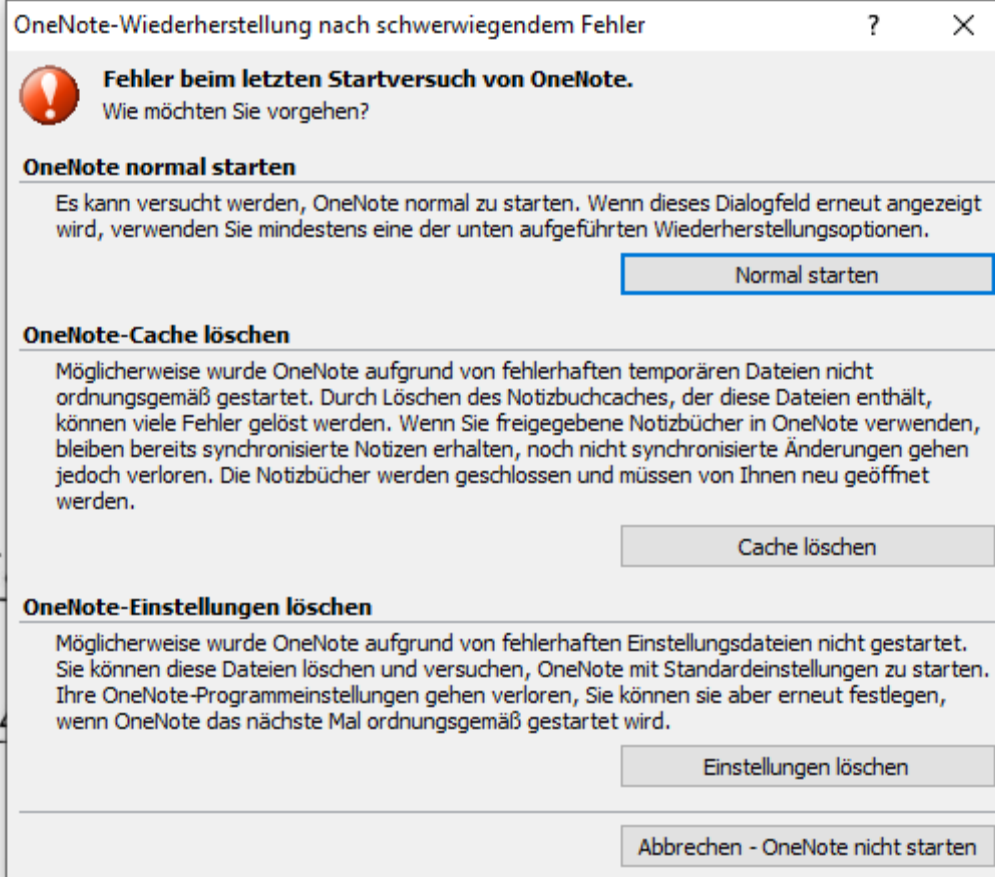 OneNote-Wiederherstellung nach schwerwiegendem Fehler ? ×
Fehler beim letzten Startversuch von OneNote.
Wie möchten Sie vorgehen?
OneNote normal starten
Es kann versucht werden, OneNote normal zu starten. Wenn dieses Dialogfeld erneut angezeigt
wird, verwenden Sie mindestens eine der unten aufgeführten Wiederherstellungsoptionen.
Normal starten
OneNote-Cache löschen
Möglicherweise wurde OneNote aufgrund von fehlerhaften temporären Dateien nicht
ordnungsgemäß gestartet. Durch Löschen des Notizbuchcaches, der diese Dateien enthält,
können viele Fehler gelöst werden. Wenn Sie freigegebene Notizbücher in OneNote verwenden,
bleiben bereits synchronisierte Notizen erhalten, noch nicht synchronisierte Änderungen gehen
jedoch verloren. Die Notizbücher werden geschlossen und müssen von Ihnen neu geöffnet
werden.
Cache löschen
OneNote-Einstellungen löschen
Möglicherweise wurde OneNote aufgrund von fehlerhaften Einstellungsdateien nicht gestartet.
Sie können diese Dateien löschen und versuchen, OneNote mit Standardeinstellungen zu starten.
Ihre OneNote-Programmeinstellungen gehen verloren, Sie können sie aber erneut festlegen,
wenn OneNote das nächste Mal ordnungsgemäß gestartet wird.
Einstellungen löschen
Abbrechen - OneNote nicht starten